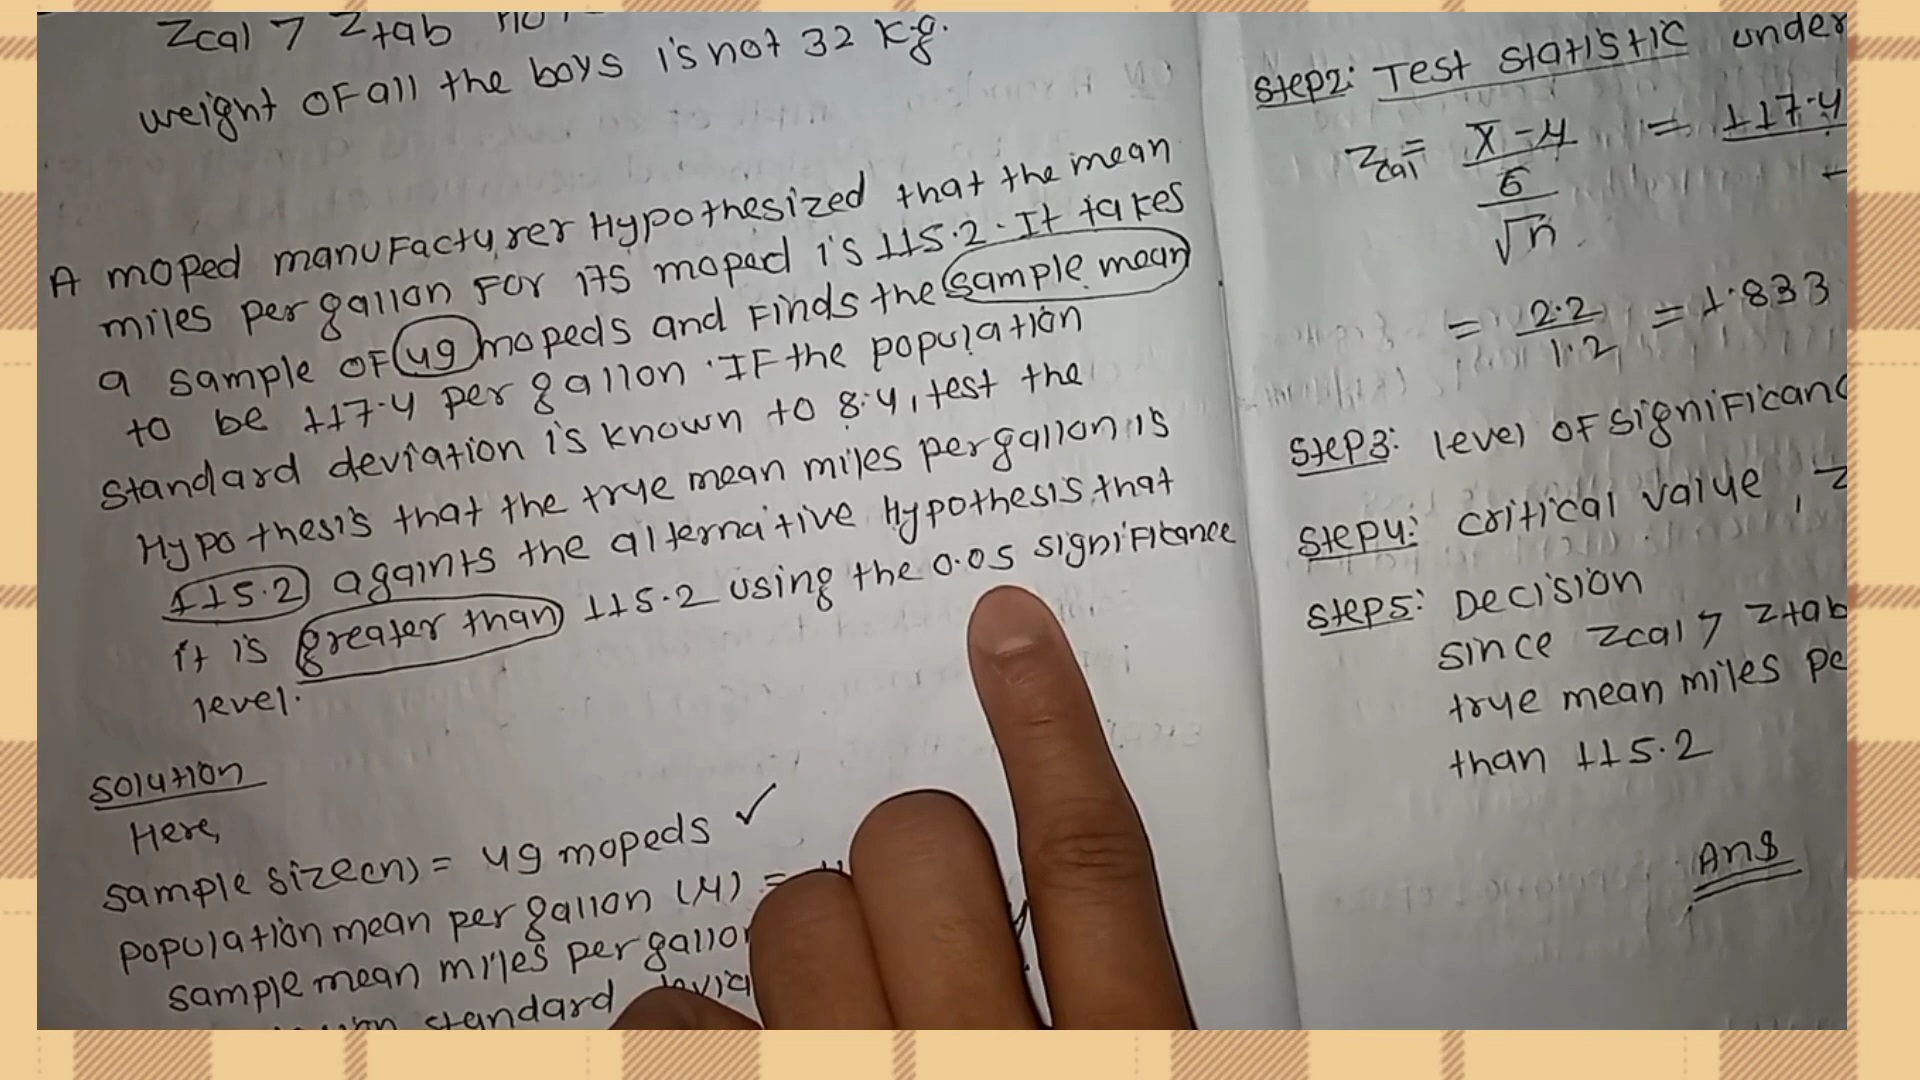 Zcal > Ztab
weight OF all the boys is not 32 kg.
A moped manufacturer Hypothesized that the mean
miles per gallon For its moped is 115.2. It takes
a sample OF 49 mopeds and Finds the sample mean
to be 117.4 per gallon. IF the population
standard deviation is known to 8.4, test the
Hypothesis that the true mean miles per gallon is
115.2 againts the alternative Hypothesis that
it is greater than 115.2 using the 0.05 significance
level.
Solution
Here,
sample size(n) = 49 mopeds ✓
population mean per gallon (μ) =
sample mean miles per gallon
standard
Step2: Test statistic under
Zcal = x̄ - μ / σ / √n = 117.4
= 2.2 / 1.2 = 1.833
Step3: level OF significanc
Step4: critical value, Z
Step5: Decision
since Zcal > Ztab
true mean miles pe
than 115.2
Ans